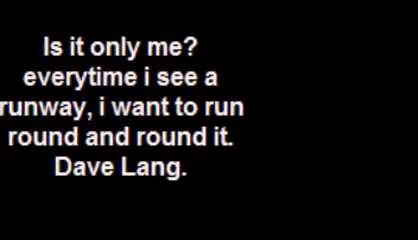 Is it only me?
everytime i see a
runway, i want to run
round and round it.
Dave Lang.